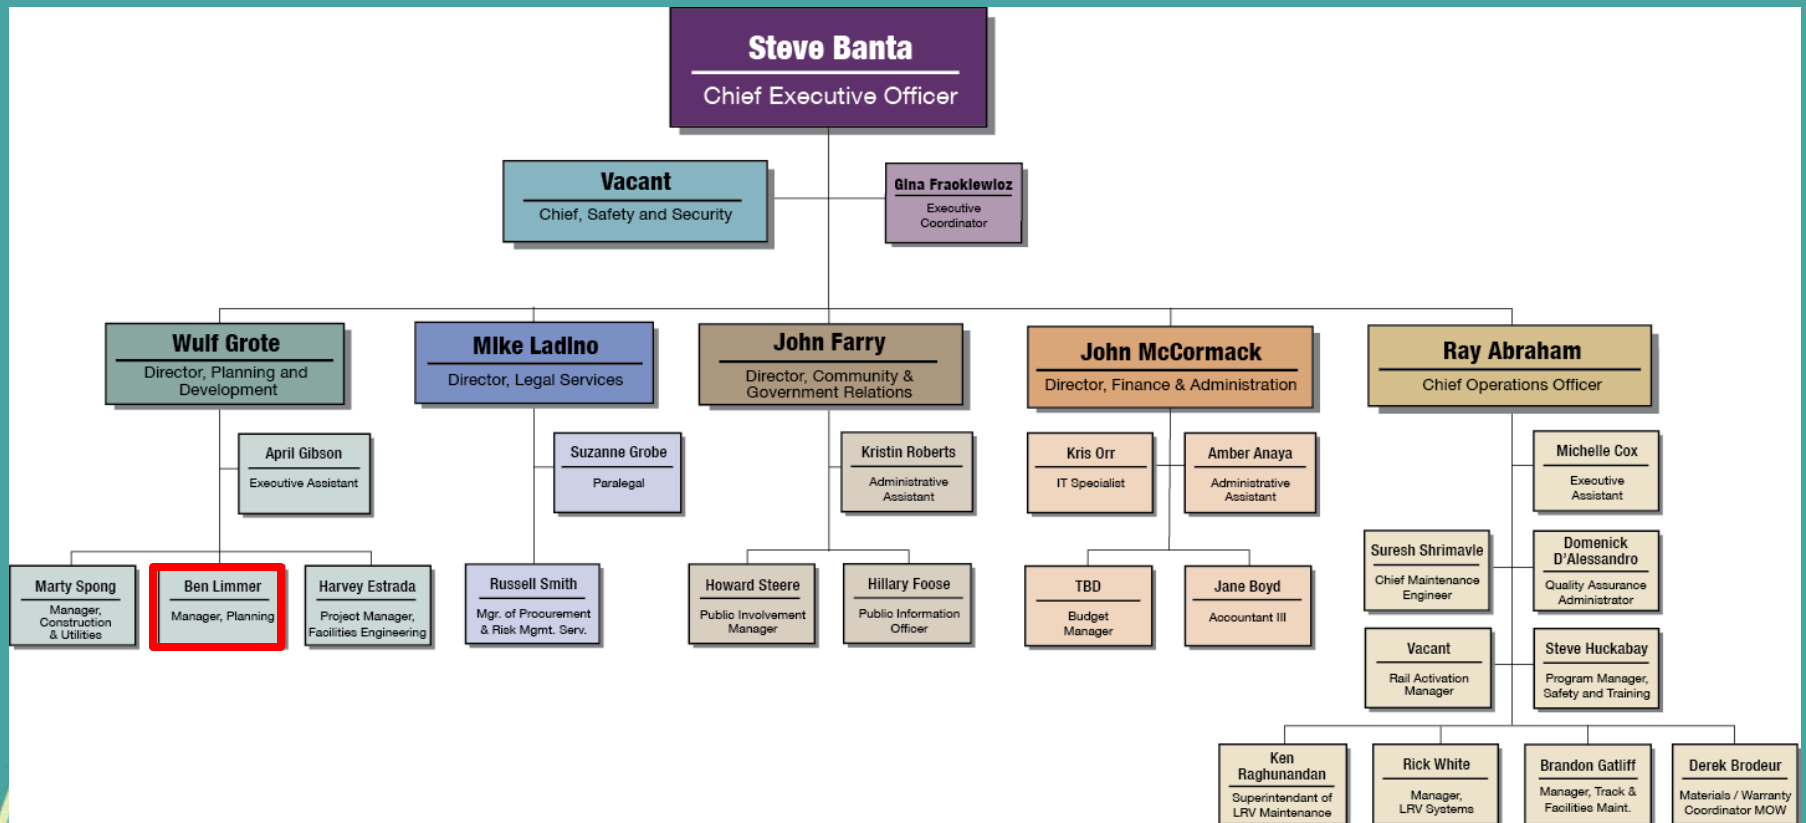 Steve Banta
Chief Executive Officer
Vacant
Chief, Safety and Security
Gina Fraoklewloz
Executive
Coordinator
Wulf Grote
Director, Planning and
Development
Mike Ladino
Director, Legal Services
John Farry
Director, Community &
Government Relations
John McCormack
Director, Finance & Administration
Ray Abraham
Chief Operations Officer
April Gibson
Executive Assistant
Suzanne Grobe
Paralegal
Kristin Roberts
Administrative
Assistant
Kris Orr
IT Specialist
Amber Anaya
Administrative
Assistant
Michelle Cox
Executive
Assistant
Suresh Shrimavle
Chief Maintenance
Engineer
Domenick
D'Alessandro
Quality Assurance
Administrator
Marty Spong
Manager,
Construction
& Utilities
Ben Limmer
Manager, Planning
Harvey Estrada
Project Manager,
Facilities Engineering
Russell Smith
Mgr. of Procurement
& Risk Mgmt. Serv.
Howard Steere
Public Involvement
Manager
Hillary Foose
Public Information
Officer
TBD
Budget
Manager
Jane Boyd
Accountant III
Vacant
Rail Activation
Manager
Steve Huckabay
Program Manager,
Safety and Training
Ken
Raghunandan
Superintendant of
LRV Maintenance
Rick White
Manager,
LRV Systems
Brandon Gatliff
Manager, Track &
Facilities Maint.
Derek Brodeur
Materials / Warranty
Coordinator MOW